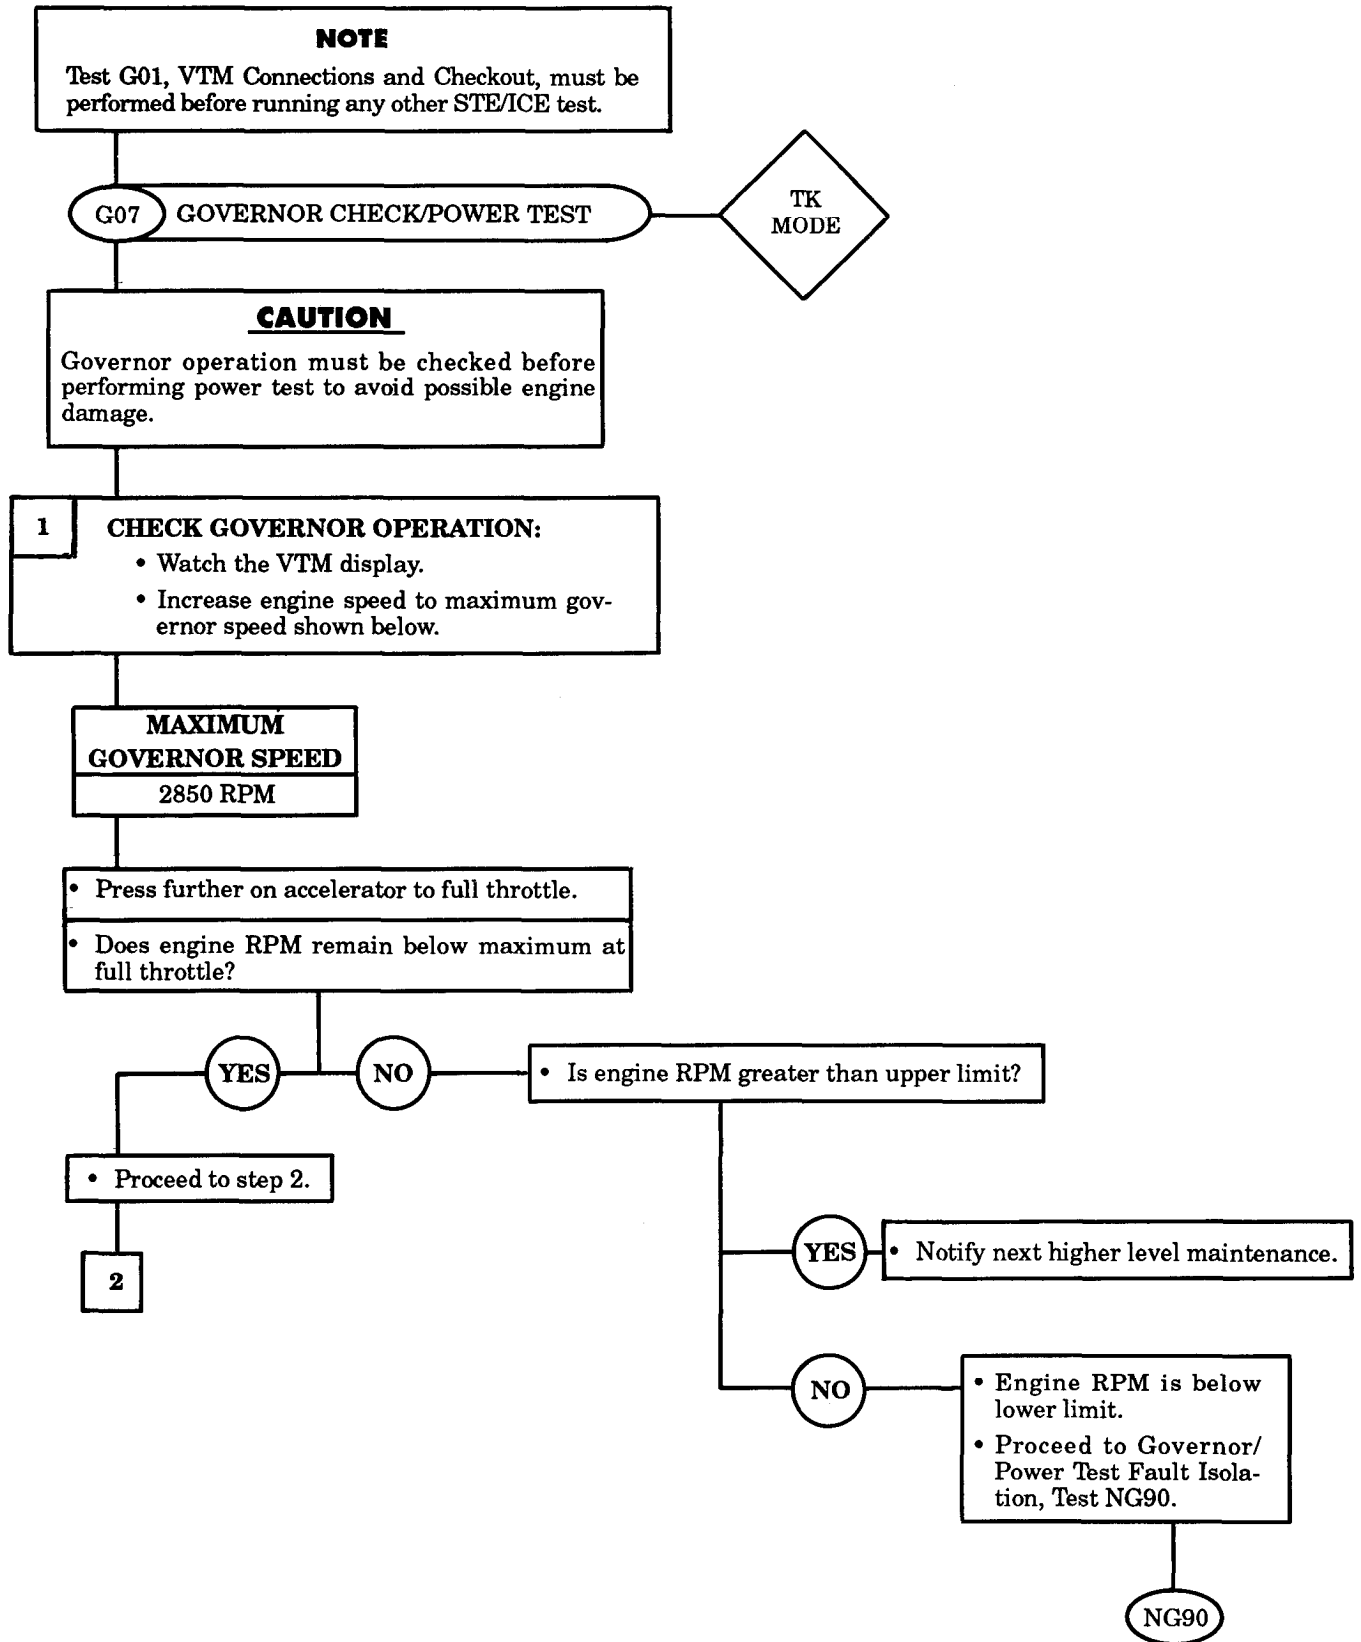 NOTE
Test G01, VTM Connections and Checkout, must be
performed before running any other STE/ICE test.
G07
GOVERNOR CHECK/POWER TEST
TK
MODE
CAUTION
Governor operation must be checked before
performing power test to avoid possible engine
damage.
1
CHECK GOVERNOR OPERATION:
• Watch the VTM display.
• Increase engine speed to maximum gov-
ernor speed shown below.
MAXIMUM
GOVERNOR SPEED
2850 RPM
• Press further on accelerator to full throttle.
• Does engine RPM remain below maximum at
full throttle?
YES
NO
• Is engine RPM greater than upper limit?
• Proceed to step 2.
2
YES
• Notify next higher level maintenance.
NO
• Engine RPM is below
lower limit.
• Proceed to Governor/
Power Test Fault Isola-
tion, Test NG90.
NG90